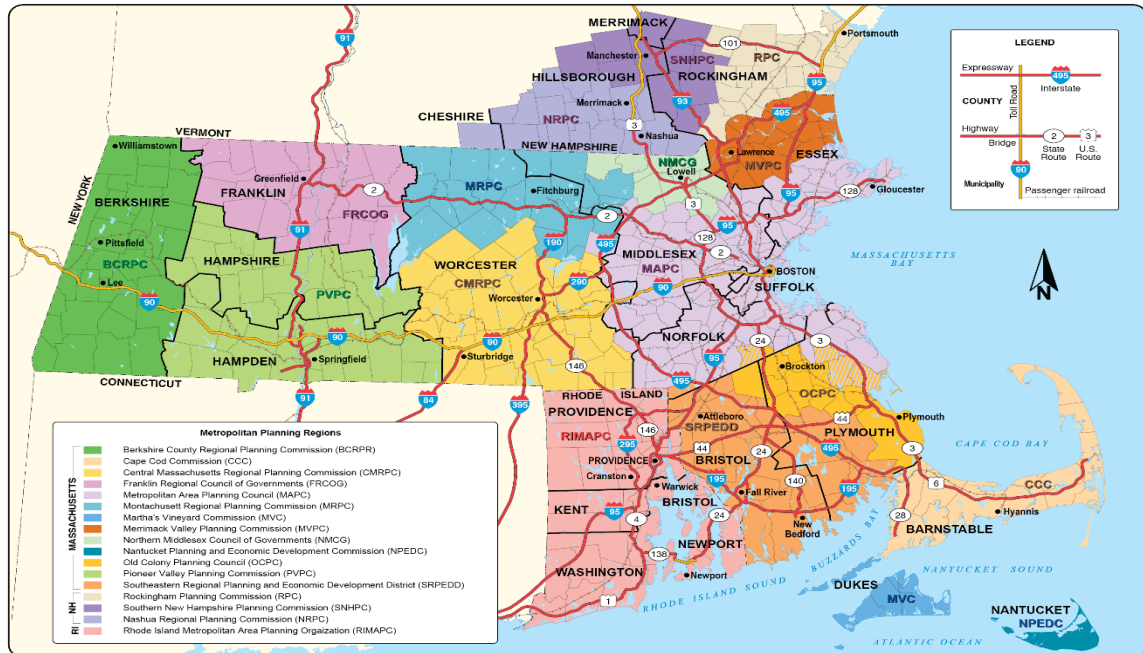 MERRIMACK
Portsmouth
91
93
101
Manchester
SNHPC
RPC
HILLSBOROUGH
ROCKINGHAM
95
93
Merrimack
NRPC
CHESHIRE
3
495
Nashua
NEW HAMPSHIRE
VERMONT
Williamstown
Lawrence
ESSEX
NMCG
MVPC
Lowell
NEW YORK
BERKSHIRE
Greenfield
FRANKLIN
2
FRCOG
MRPC
Fitchburg
3
95
128
Gloucester
2
95
91
190
495
128
2
Pittsfield
BCRPC
Lee
HAMPSHIRE
WORCESTER
CMRPC
MIDDLESEX
MAPC
MASSACHUSETTS
BAY
BOSTON
SUFFOLK
90
PVPC
Worcester
290
90
90
90
NORFOLK
HAMPDEN
Springfield
Sturbridge
24
3
95
146
CONNECTICUT
Brockton
91
84
395
495
RHODE
ISLAND
PROVIDENCE
OCPC
RIMAPC
Attleboro
SRPEDD
44
Plymouth
PLYMOUTH
CAPE COD BAY
146
295
44
BRISTOL
24
495
3
PROVIDENCE
Cranston
195
140
195
6
CCC
Warwick
BRISTOL
Fall River
KENT
95
4
24
New
Bedford
28
Hyannis
BARNSTABLE
138
NEWPORT
WASHINGTON
Newport
1
RHODE ISLAND SOUND
BUZZARDS BAY
NANTUCKET SOUND
DUKES
MVC
NANTUCKET
NPEDC
ATLANTIC OCEAN
LEGEND
Expressway
495
Interstate
COUNTY
Toll Road
Highway
Bridge
2
3
State
Route
U.S.
Route
90
Municipality
Passenger railroad
N
Metropolitan Planning Regions
MASSACHUSETTS
Berkshire County Regional Planning Commission (BCRPR)
Cape Cod Commission (CCC)
Central Massachusetts Regional Planning Commission (CMRPC)
Franklin Regional Council of Governments (FRCOG)
Metropolitan Area Planning Council (MAPC)
Montachusett Regional Planning Commission (MRPC)
Martha's Vineyard Commission (MVC)
Merrimack Valley Planning Commission (MVPC)
Northern Middlesex Council of Governments (NMCG)
Nantucket Planning and Economic Development Commission (NPEDC)
Old Colony Planning Council (OCPC)
Pioneer Valley Planning Commission (PVPC)
Southeastern Regional Planning and Economic Development District (SRPEDD)
NH
Rockingham Planning Commission (RPC)
Southern New Hampshire Planning Commission (SNHPC)
Nashua Regional Planning Commission (NRPC)
RI
Rhode Island Metropolitan Area Planning Orgaization (RIMAPC)